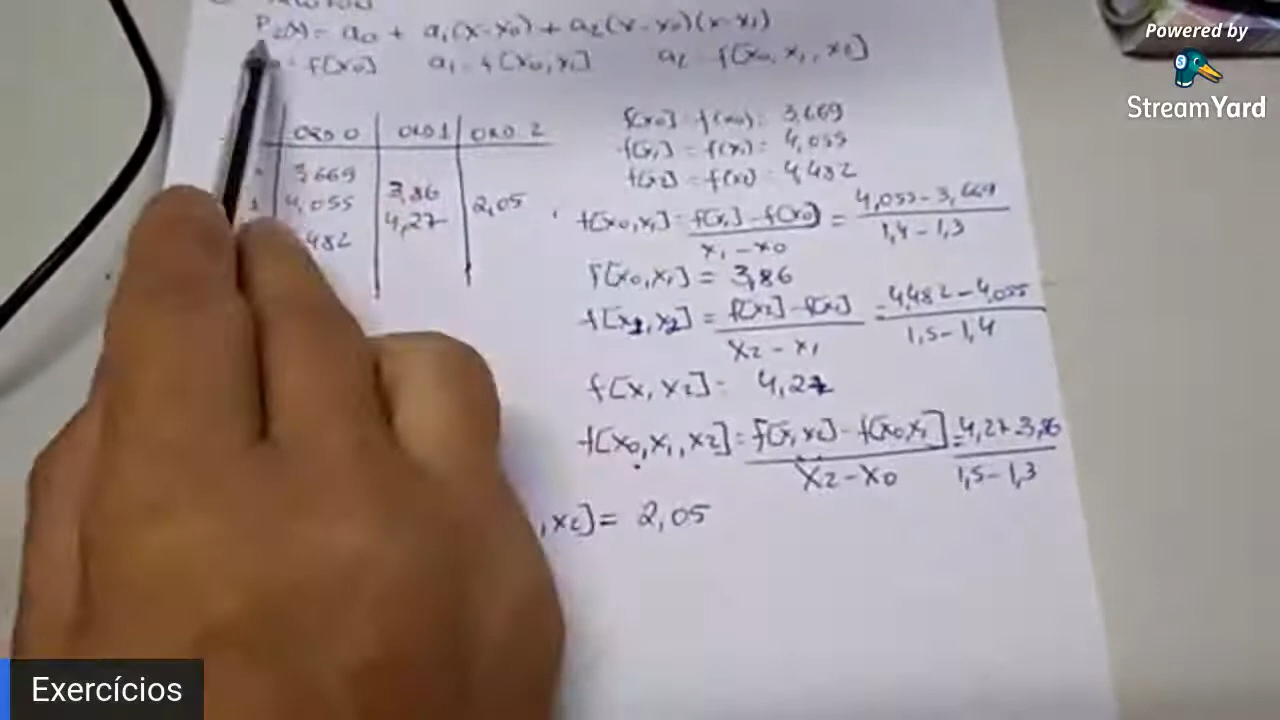 P2(x) = a0 + a1(x-x0) + a2(x-x0)(x-x1)
= f[x0] a1 = f[x0,x1] a2 = f[x0,x1,x2]
ORD 0 ORD 1 ORD 2
3,669
4,055
482
3,86
4,27
2,05
f[x0] = f(x0) = 3,669
f[x1] = f(x1) = 4,055
f[x2] = f(x2) = 4,482
f[x0,x1] = f[x1] - f[x0] = 4,055 - 3,669
x1 - x0 1,4 - 1,3
f[x0,x1] = 3,86
f[x1,x2] = f[x2] - f[x1] = 4,482 - 4,055
x2 - x1 1,5 - 1,4
f[x1,x2] = 4,27
f[x0,x1,x2] = f[x1,x2] - f[x0,x1] = 4,27 - 3,86
x2 - x0 1,5 - 1,3
,x2] = 2,05
Powered by
StreamYard
Exercícios